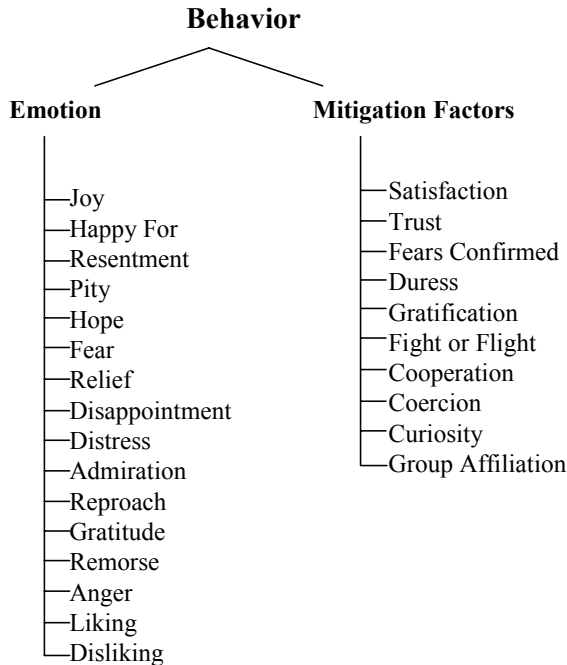 Behavior
Emotion
Mitigation Factors
Joy
Happy For
Resentment
Pity
Hope
Fear
Relief
Disappointment
Distress
Admiration
Reproach
Gratitude
Remorse
Anger
Liking
Disliking
Satisfaction
Trust
Fears Confirmed
Duress
Gratification
Fight or Flight
Cooperation
Coercion
Curiosity
Group Affiliation